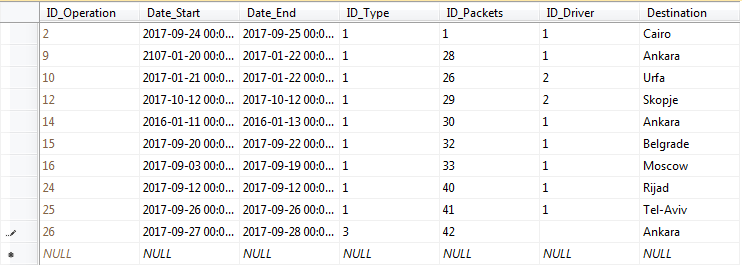 ID_Operation Date_Start Date_End ID_Type ID_Packets ID_Driver Destination
2 2017-09-24 00:0... 2017-09-25 00:0... 1 1 1 Cairo
9 2107-01-20 00:0... 2017-01-22 00:0... 1 28 1 Ankara
10 2017-01-21 00:0... 2017-01-22 00:0... 1 26 2 Urfa
12 2017-10-12 00:0... 2017-10-12 00:0... 1 29 2 Skopje
14 2016-01-11 00:0... 2016-01-13 00:0... 1 30 1 Ankara
15 2017-09-20 00:0... 2017-09-22 00:0... 1 32 1 Belgrade
16 2017-09-03 00:0... 2017-09-19 00:0... 1 33 1 Moscow
24 2017-09-12 00:0... 2017-09-12 00:0... 1 40 1 Rijad
25 2017-09-26 00:0... 2017-09-26 00:0... 1 41 1 Tel-Aviv
26 2017-09-27 00:0... 2017-09-28 00:0... 3 42 Ankara
NULL NULL NULL NULL NULL NULL NULL